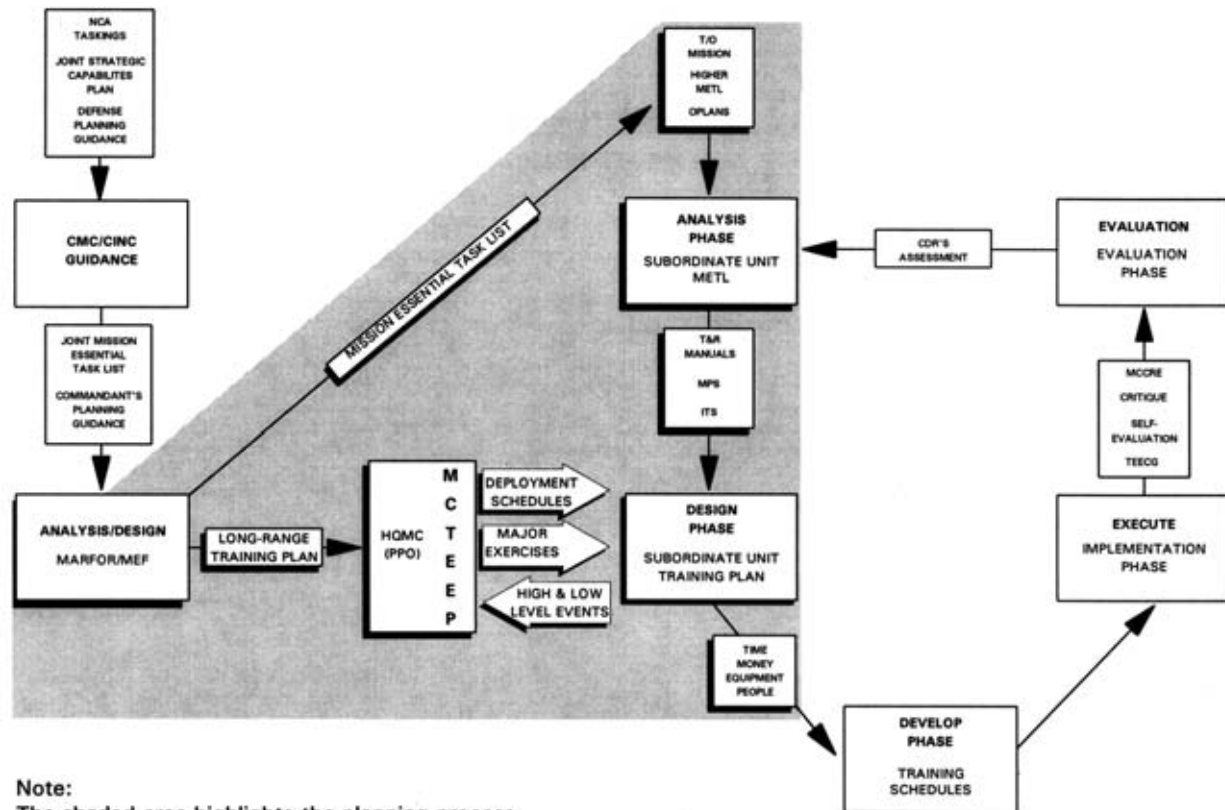 NCA
TASKINGS
JOINT STRATEGIC
CAPABILITES
PLAN
DEFENSE
PLANNING
GUIDANCE
CMC/CINC
GUIDANCE
JOINT MISSION
ESSENTIAL
TASK LIST
COMMANDANT'S
PLANNING
GUIDANCE
ANALYSIS/DESIGN
MARFOR/MEF
MISSION ESSENTIAL TASK LIST
LONG-RANGE
TRAINING PLAN
HQMC
(PPO)
M
C
T
E
E
P
DEPLOYMENT
SCHEDULES
MAJOR
EXERCISES
HIGH & LOW
LEVEL EVENTS
T/O
MISSION
HIGHER
METL
OPLANS
ANALYSIS
PHASE
SUBORDINATE UNIT
METL
T&R
MANUALS
MPS
ITS
DESIGN
PHASE
SUBORDINATE UNIT
TRAINING PLAN
TIME
MONEY
EQUIPMENT
PEOPLE
DEVELOP
PHASE
TRAINING
SCHEDULES
EXECUTE
IMPLEMENTATION
PHASE
MCCRE
CRITIQUE
SELF-
EVALUATION
TEECG
EVALUATION
EVALUATION
PHASE
CDR'S
ASSESSMENT
Note:
The shaded area highlights the planning process